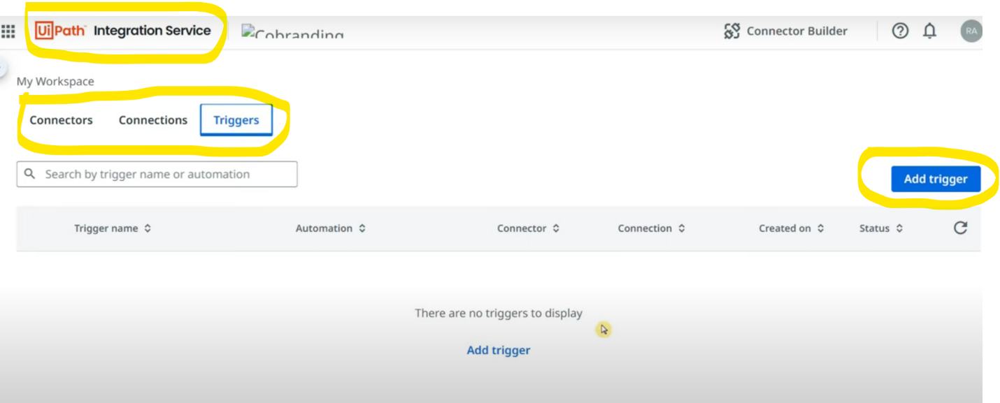 UiPath Integration Service Cobranding Connector Builder RA
My Workspace
Connectors Connections Triggers
Search by trigger name or automation
Add trigger
Trigger name Automation Connector Connection Created on Status
There are no triggers to display
Add trigger